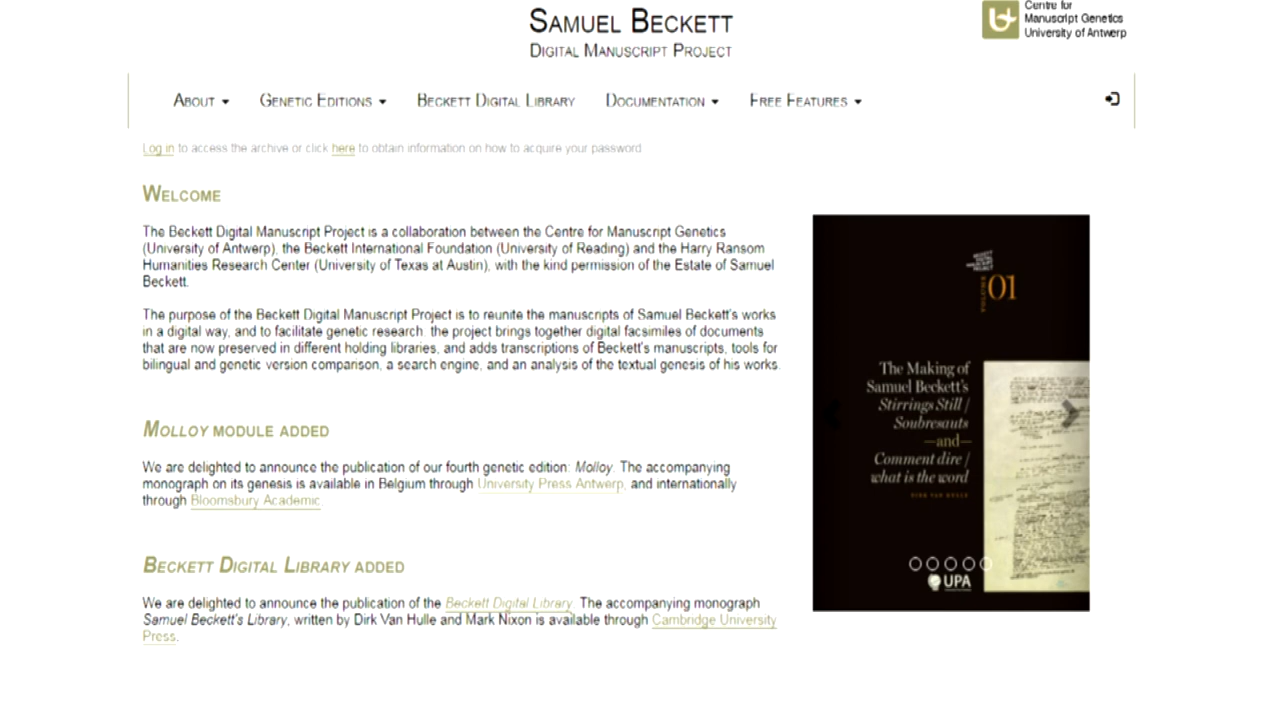 SAMUEL BECKETT
DIGITAL MANUSCRIPT PROJECT
Centre for
Manuscript Genetics
University of Antwerp
ABOUT
GENETIC EDITIONS
BECKETT DIGITAL LIBRARY
DOCUMENTATION
FREE FEATURES
Log in to access the archive or click here to obtain information on how to acquire your password
WELCOME
The Beckett Digital Manuscript Project is a collaboration between the Centre for Manuscript Genetics
(University of Antwerp), the Beckett International Foundation (University of Reading) and the Harry Ransom
Humanities Research Center (University of Texas at Austin), with the kind permission of the Estate of Samuel
Beckett.
The purpose of the Beckett Digital Manuscript Project is to reunite the manuscripts of Samuel Beckett's works
in a digital way, and to facilitate genetic research. the project brings together digital facsimiles of documents
that are now preserved in different holding libraries, and adds transcriptions of Beckett's manuscripts, tools for
bilingual and genetic version comparison, a search engine, and an analysis of the textual genesis of his works.
MOLLOY MODULE ADDED
We are delighted to announce the publication of our fourth genetic edition: Molloy. The accompanying
monograph on its genesis is available in Belgium through University Press Antwerp, and internationally
through Bloomsbury Academic.
BECKETT DIGITAL LIBRARY ADDED
We are delighted to announce the publication of the Beckett Digital Library. The accompanying monograph
Samuel Beckett's Library, written by Dirk Van Hulle and Mark Nixon is available through Cambridge University
Press.
BECKETT
DIGITAL
MANUSCRIPT
PROJECT
VOLUME
01
The Making of
Samuel Beckett's
Stirrings Still /
Soubresauts
—and—
Comment dire /
what is the word
DIRK VAN HULLE
UPA